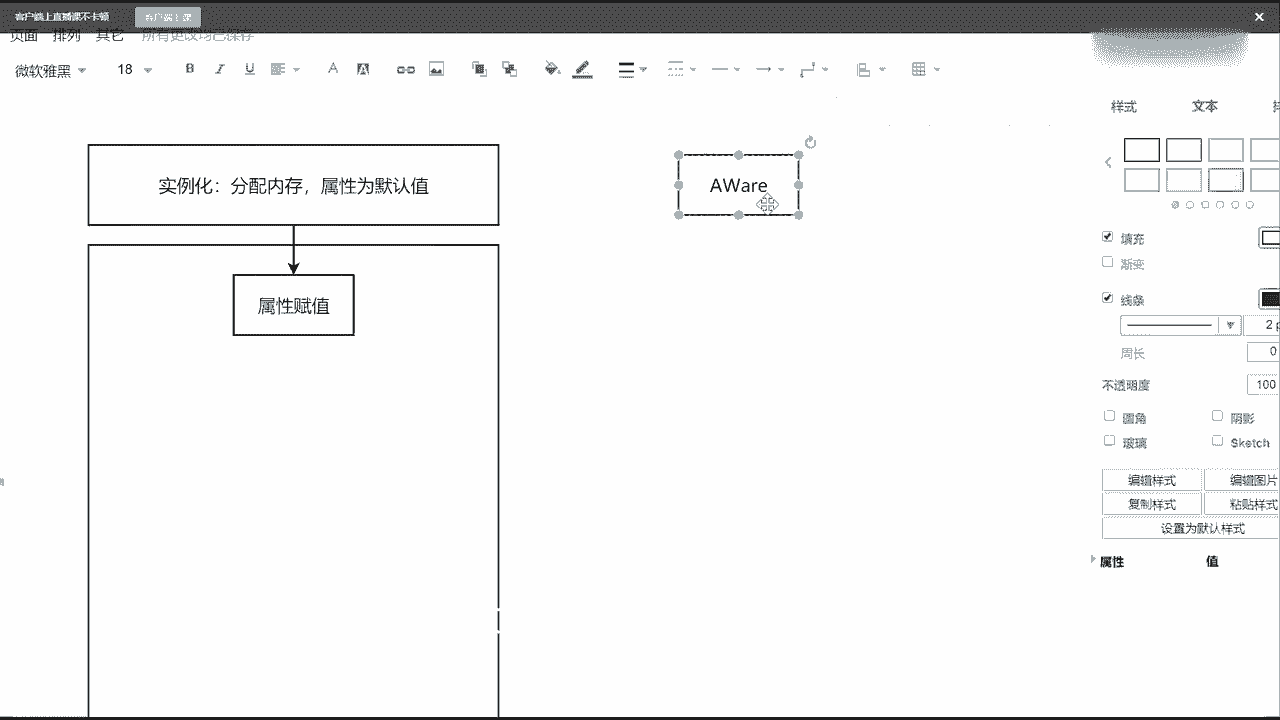 客户端上直播课不卡顿 客户端上课
页面 排列 其它 所有更改均已保存
微软雅黑 18
样式 文本
实例化：分配内存，属性为默认值
AWare
属性赋值
填充
渐变
线条
2 p
周长 0
不透明度 100
圆角 阴影
玻璃 Sketch
编辑样式 编辑图片
复制样式 粘贴样式
设置为默认样式
属性 值